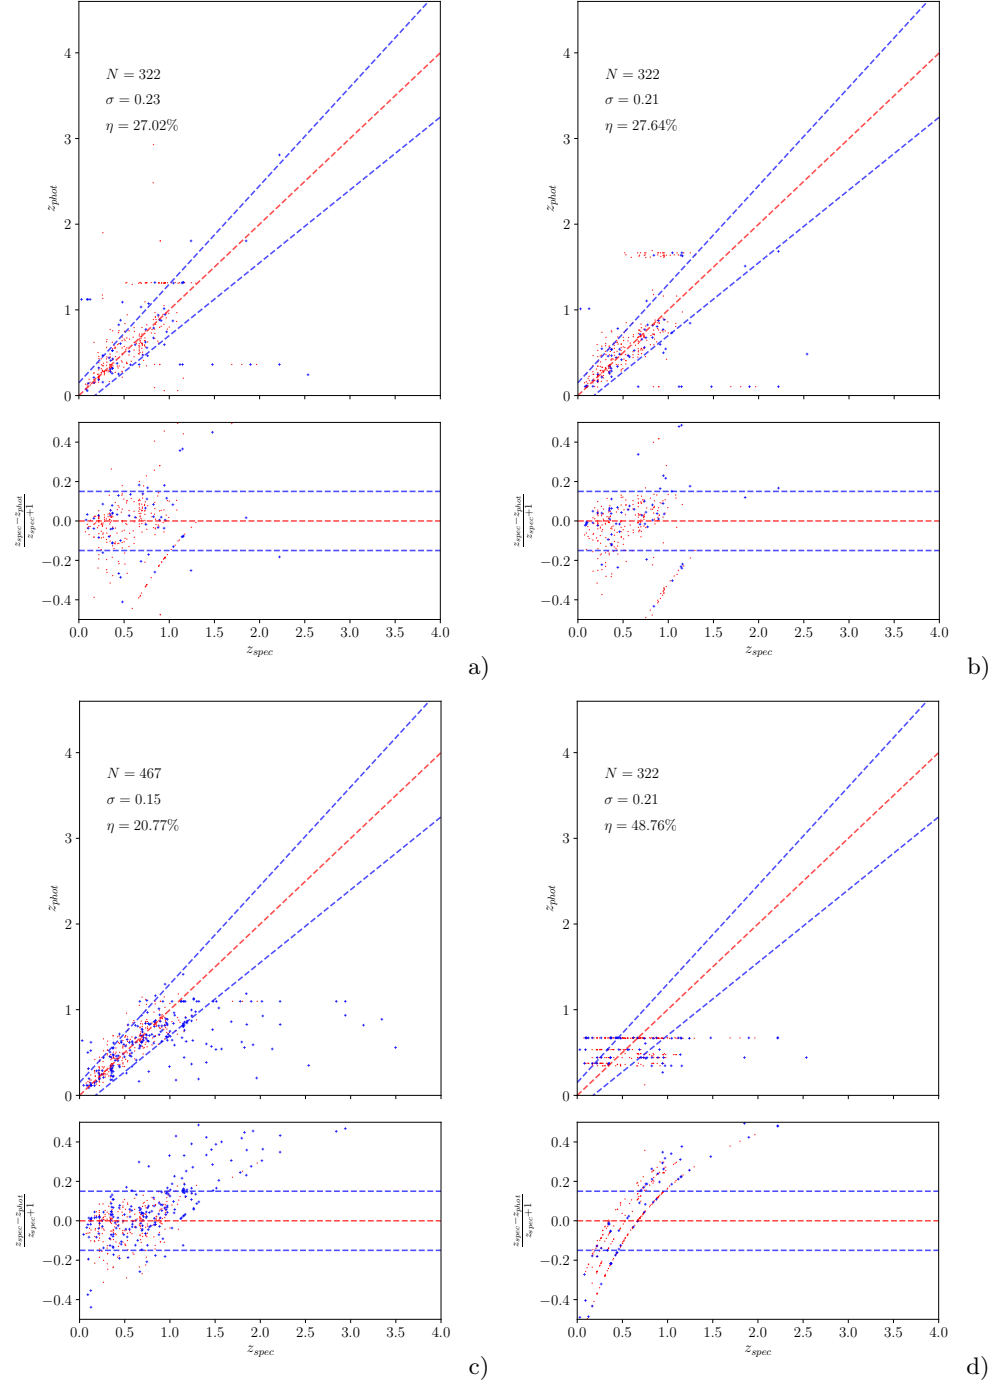 N = 322
σ = 0.23
η = 27.02%
z_phot
4
3
2
1
0
0.4
0.2
0.0
−0.2
−0.4
(z_spec − z_phot)/(z_spec + 1)
0.0 0.5 1.0 1.5 2.0 2.5 3.0 3.5 4.0
z_spec
a)
N = 322
σ = 0.21
η = 27.64%
z_phot
4
3
2
1
0
0.4
0.2
0.0
−0.2
−0.4
(z_spec − z_phot)/(z_spec + 1)
0.0 0.5 1.0 1.5 2.0 2.5 3.0 3.5 4.0
z_spec
b)
N = 467
σ = 0.15
η = 20.77%
z_phot
4
3
2
1
0
0.4
0.2
0.0
−0.2
−0.4
(z_spec − z_phot)/(z_spec + 1)
0.0 0.5 1.0 1.5 2.0 2.5 3.0 3.5 4.0
z_spec
c)
N = 322
σ = 0.21
η = 48.76%
z_phot
4
3
2
1
0
0.4
0.2
0.0
−0.2
−0.4
(z_spec − z_phot)/(z_spec + 1)
0.0 0.5 1.0 1.5 2.0 2.5 3.0 3.5 4.0
z_spec
d)